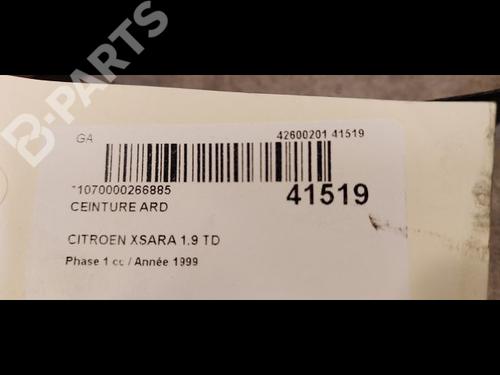 B-PARTS
GA 42600201 41519
*1070000266885 41519
CEINTURE ARD
CITROEN XSARA 1.9 TD
Phase 1 cc / Année 1999